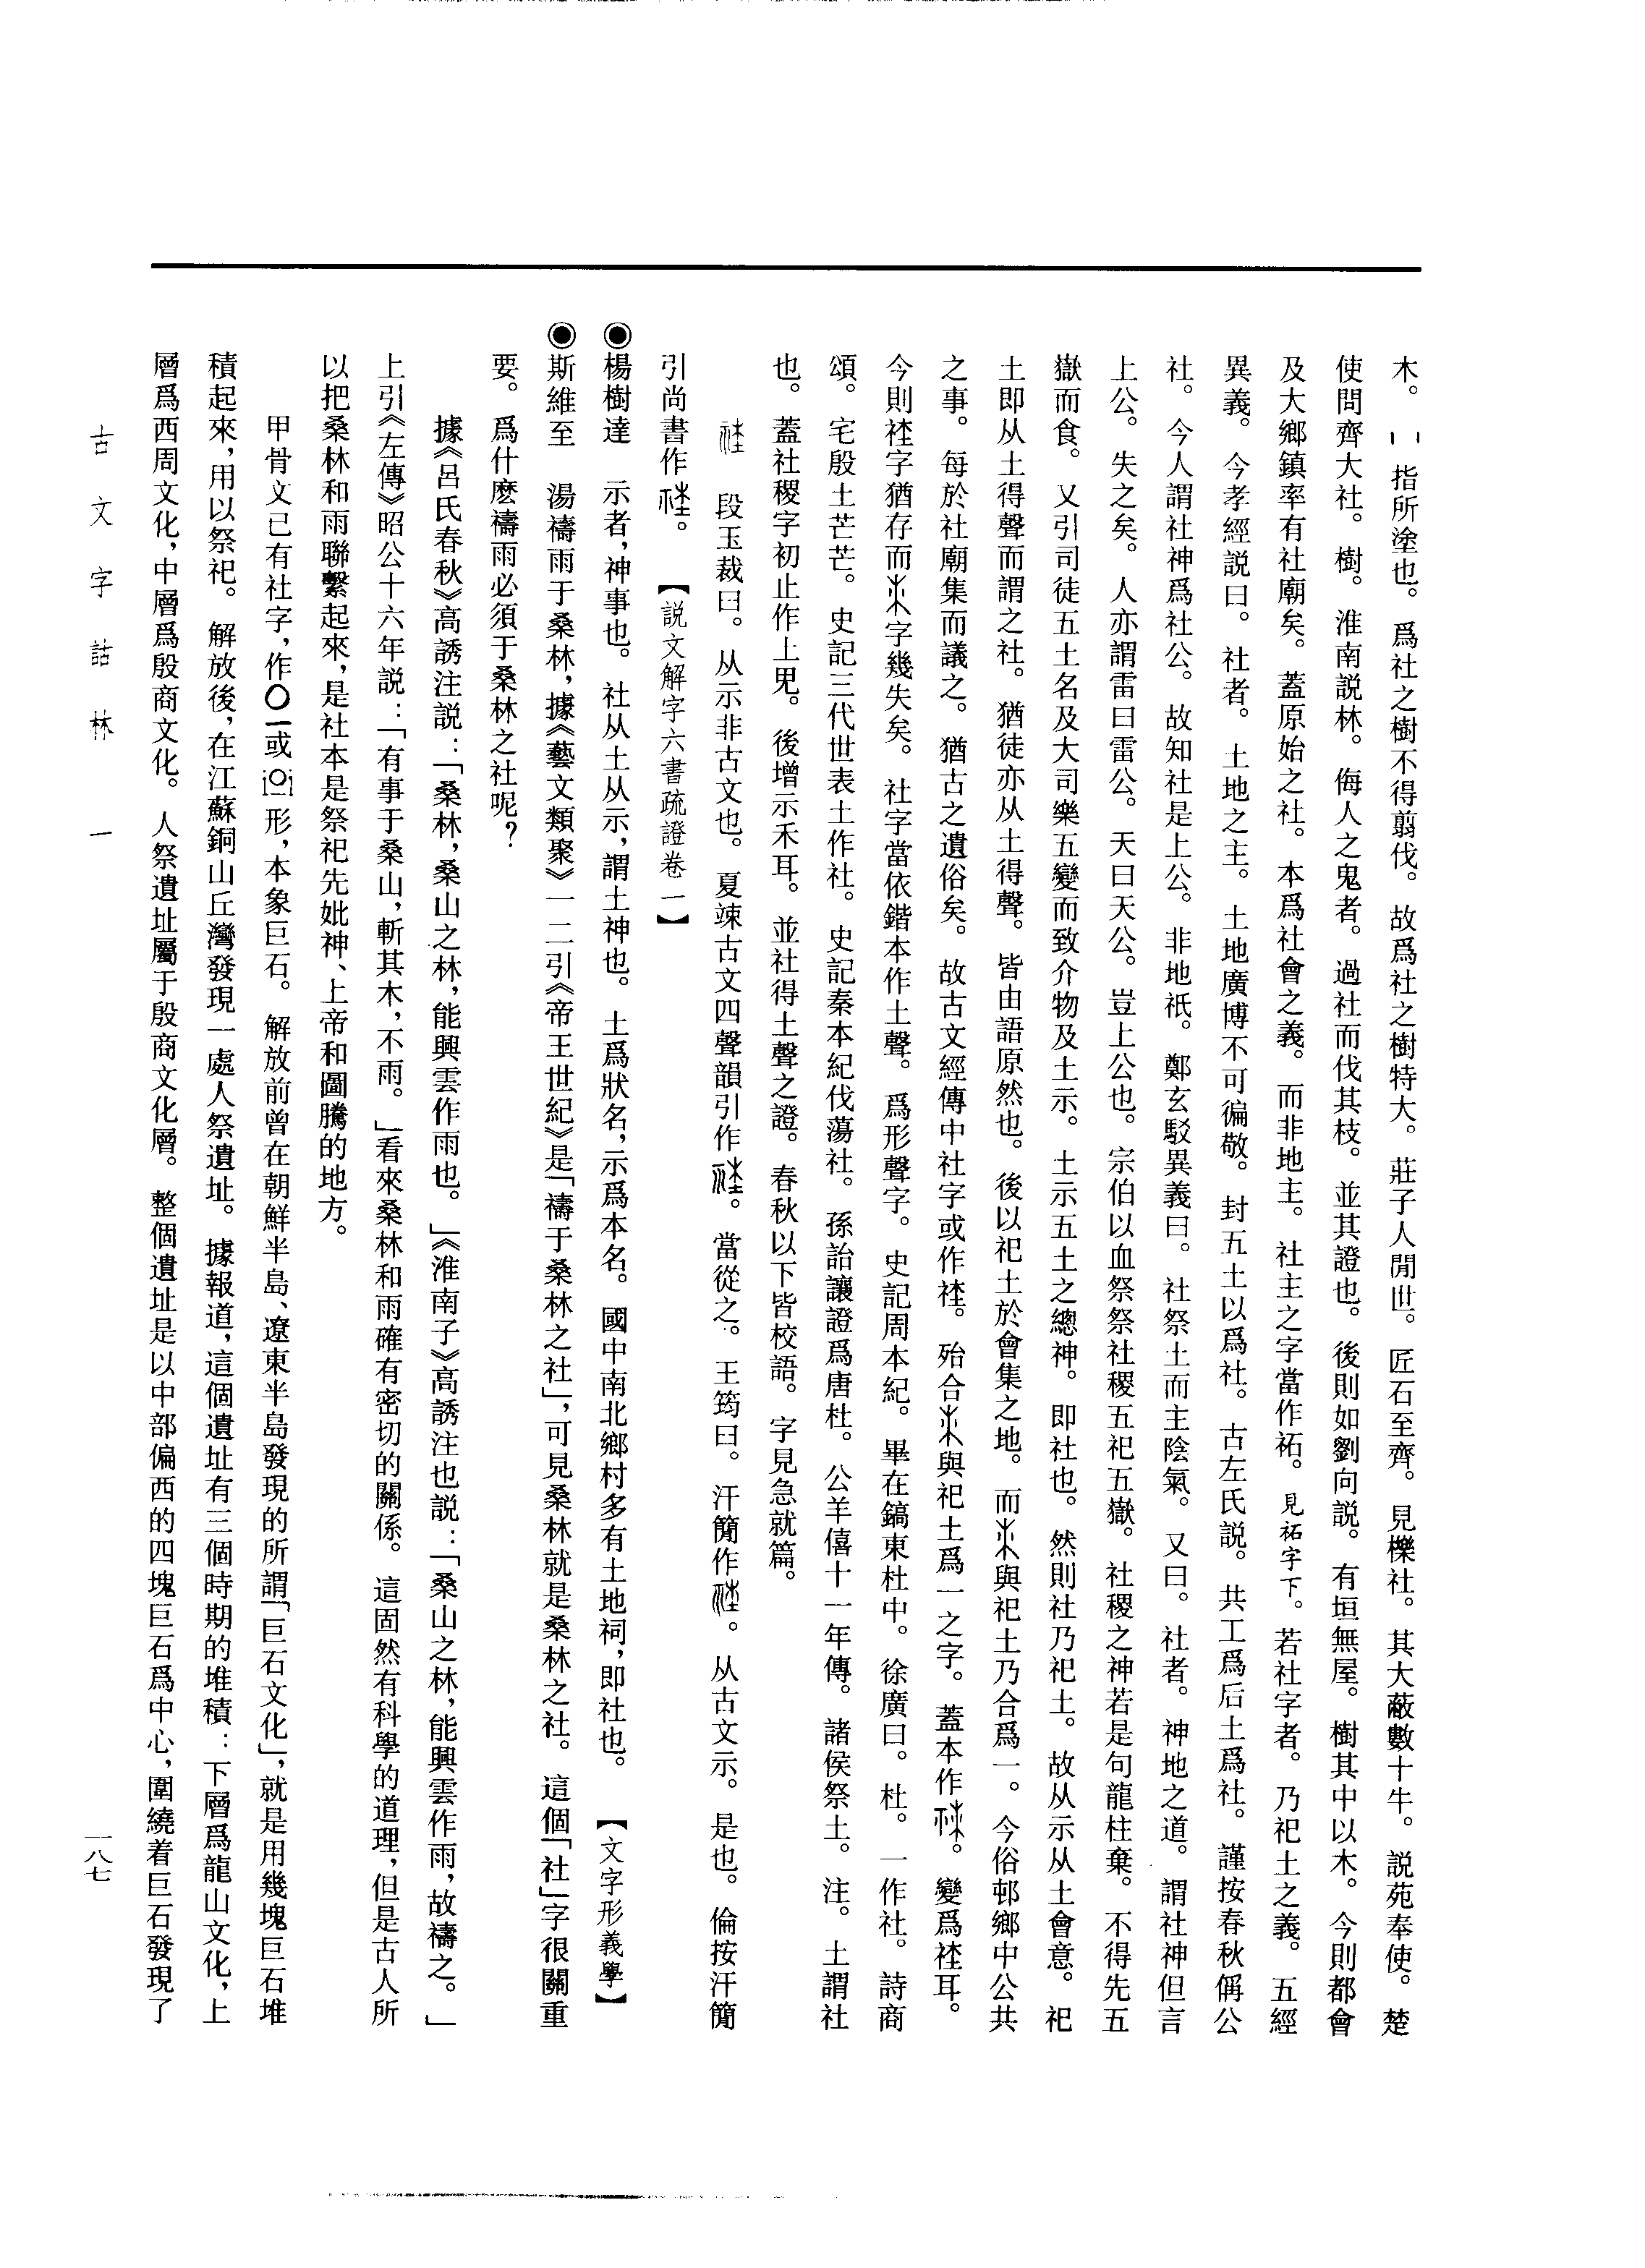 木。 指所塗也。爲社之樹不得翦伐。故爲社之樹特大。莊子人閒世。匠石至齊。見櫟社。其大蔽數十牛。説苑奉使。楚
使問齊大社。樹。淮南説林。侮人之鬼者。過社而伐其枝。並其證也。後則如劉向説。有垣無屋。樹其中以木。今則都會
及大鄉鎮率有社廟矣。蓋原始之社。本爲社會之義。而非地主。社主之字當作祏。見祏字下。若社字者。乃祀土之義。五經
異義。今孝經説曰。社者。土地之主。土地廣博不可徧敬。封五土以爲社。古左氏説。共工爲后土爲社。謹按春秋偁公
社。今人謂社神爲社公。故知社是上公。非地祇。鄭玄駁異義曰。社祭土而主陰氣。又曰。社者。神地之道。謂社神但言
上公。失之矣。人亦謂雷曰雷公。天曰天公。豈上公也。宗伯以血祭祭社稷五祀五嶽。社稷之神若是句龍柱棄。不得先五
嶽而食。又引司徒五土名及大司樂五變而致介物及土示。土示五土之總神。即社也。然則社乃祀土。故从示从土會意。祀
土即从土得聲而謂之社。猶徒亦从土得聲。皆由語原然也。後以祀土於會集之地。而與祀土乃合爲一。今俗邨鄉中公共
之事。每於社廟集而議之。猶古之遺俗矣。故古文經傳中社字或作𥙭。殆合與祀土爲一之字。蓋本作。變爲𥙭耳。
今則𥙭字猶存而字幾失矣。社字當依鍇本作土聲。爲形聲字。史記周本紀。畢在鎬東杜中。徐廣曰。杜。一作社。詩商
頌。宅殷土芒芒。史記三代世表土作社。史記秦本紀伐蕩社。孫詒讓證爲唐杜。公羊僖十一年傳。諸侯祭土。注。土謂社
也。蓋社稷字初止作土畟。後增示禾耳。並社得土聲之證。春秋以下皆校語。字見急就篇。
𥙭 段玉裁曰。从示非古文也。夏竦古文四聲韻引作。當從之。王筠曰。汗簡作。从古文示。是也。倫按汗簡
引尚書作。 【説文解字六書疏證卷一】
◉楊樹達 示者，神事也。社从土从示，謂土神也。土爲狀名，示爲本名。國中南北鄉村多有土地祠，即社也。 【文字形義學】
◉斯維至 湯禱雨于桑林，據《藝文類聚》一二引《帝王世紀》是「禱于桑林之社」，可見桑林就是桑林之社。這個「社」字很關重
要。爲什麽禱雨必須于桑林之社呢？
據《呂氏春秋》高誘注説：「桑林，桑山之林，能興雲作雨也。」《淮南子》高誘注也説：「桑山之林，能興雲作雨，故禱之。」
上引《左傳》昭公十六年説：「有事于桑山，斬其木，不雨。」看來桑林和雨確有密切的關係。這固然有科學的道理，但是古人所
以把桑林和雨聯繫起來，是社本是祭祀先妣神、上帝和圖騰的地方。
甲骨文已有社字，作或形，本象巨石。解放前曾在朝鮮半島、遼東半島發現的所謂「巨石文化」，就是用幾塊巨石堆
積起來，用以祭祀。解放後，在江蘇銅山丘灣發現一處人祭遺址。據報道，這個遺址有三個時期的堆積：下層爲龍山文化，上
層爲西周文化，中層爲殷商文化。人祭遺址屬于殷商文化層。整個遺址是以中部偏西的四塊巨石爲中心，圍繞着巨石發現了
古文字詁林 一
一八七